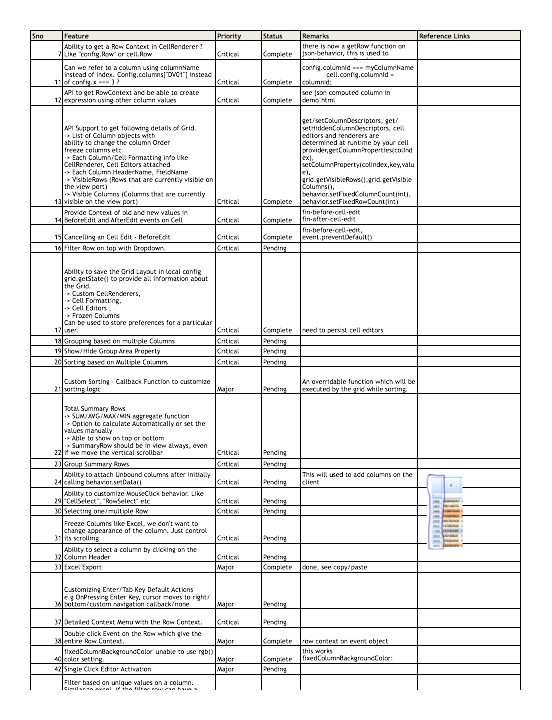 Sno Feature Priority Status Remarks Reference Links
Ability to get a Row Context in CellRenderer ?
7 Like "config.Row" or cell.Row Critical Complete
there is now a getRow function on
json-behavior, this is used to
Can we refer to a column using columnName
instead of index. Config.columns["DV01"] instead
11 of config.x === 3 ? Critical Complete
config.columnId === myColumnName
cell.config.columnId =
columnId;
API to get RowContext and be able to create
12 expression using other column values Critical Complete
see json computed column in
demo.html
API Support to get following details of Grid.
-> List of Column objects with
ability to change the column Order
freeze columns etc.
-> Each Column/Cell Formatting info like
CellRenderer, Cell Editors attached
-> Each Column HeaderName, FieldName
-> VisibleRows (Rows that are currently visible on
the view port)
-> Visible Columns (Columns that are currently
13 visible on the view port) Critical Complete
get/setColumnDescriptors, get/
setHiddenColumnDescriptors, cell
editors and renderers are
determined at runtime by your cell
provider,getColumnProperties(colInd
ex),
setColumnProperty(colIndex,key,valu
e),
grid.getVisibleRows(),grid.getVisible
Columns(),
behavior.setFixedColumnCount(int),
behavior.setFixedRowCount(int)
Provide Context of old and new values in
14 BeforeEdit and AfterEdit events on Cell Critical Complete
fin-before-cell-edit
fin-after-cell-edit
15 Cancelling an Cell Edit - BeforeEdit Critical Complete
fin-before-cell-edit,
event.preventDefault()
16 Filter Row on top with Dropdown. Critical Pending
Ability to save the Grid Layout in local config
grid.getState() to provide all information about
the Grid.
-> Custom CellRenderers,
-> Cell Formatting,
-> Cell Editors ,
-> Frozen Columns
Can be used to store preferences for a particular
17 user. Critical Complete need to persist cell editors
18 Grouping based on multiple Columns Critical Pending
19 Show/Hide Group Area Property Critical Pending
20 Sorting based on Multiple Columns Critical Pending
Custom Sorting - Callback Function to customize
21 sorting logic Major Pending
An overridable function which will be
executed by the grid while sorting.
Total Summary Rows
-> SUM/AVG/MAX/MIN aggregate function
-> Option to calculate Automatically or set the
values manually
-> Able to show on top or bottom
-> SummaryRow should be in view always, even
22 if we move the vertical scrollbar Critical Pending
23 Group Summary Rows Critical Pending
Ability to attach Unbound columns after initially
24 calling behavior.setData() Critical Pending
This will used to add columns on the
client
Ability to customize MouseClick behavior. Like
29 "CellSelect", "RowSelect" etc Critical Pending
30 Selecting one/multiple Row Critical Pending
Freeze Columns like Excel, we don't want to
change appearance of the column. Just control
31 its scrolling Critical Pending
Ability to select a column by clicking on the
32 Column Header Critical Pending
33 Excel Export Major Complete done, see copy/paste
Customizing Enter/Tab Key Default Actions
e.g OnPressing Enter Key, cursor moves to right/
36 bottom/custom navigation callback/none Major Pending
37 Detailed Context Menu with the Row Context. Critical Pending
Double click Event on the Row which give the
38 entire Row Context. Major Complete row context on event object
fixedColumnBackgroundColor' unable to use rgb()
40 color setting. Major Complete
this works
fixedColumnBackgroundColor:
42 Single Click Editor Activation Major Pending
Filter based on unique values on a column.
Similar to excel, if the filter row can have a